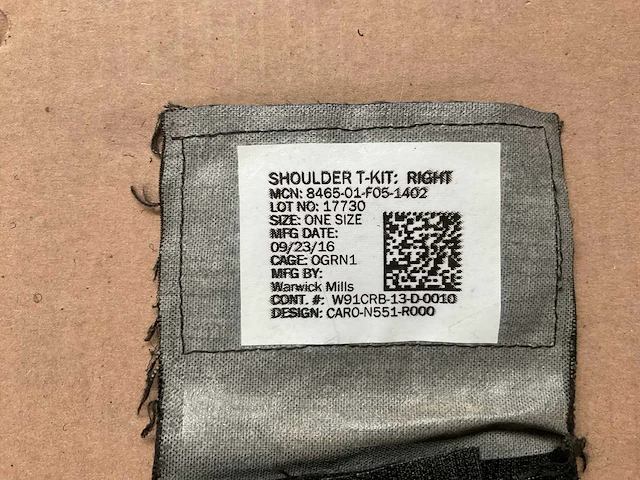 SHOULDER T-KIT: RIGHT
MCN: 8465-01-F05-1402
LOT NO: 17730
SIZE: ONE SIZE
MFG DATE:
09/23/16
CAGE: OGRN1
MFG BY:
Warwick Mills
CONT. #: W91CRB-13-D-0010
DESIGN: CARO-N551-R000